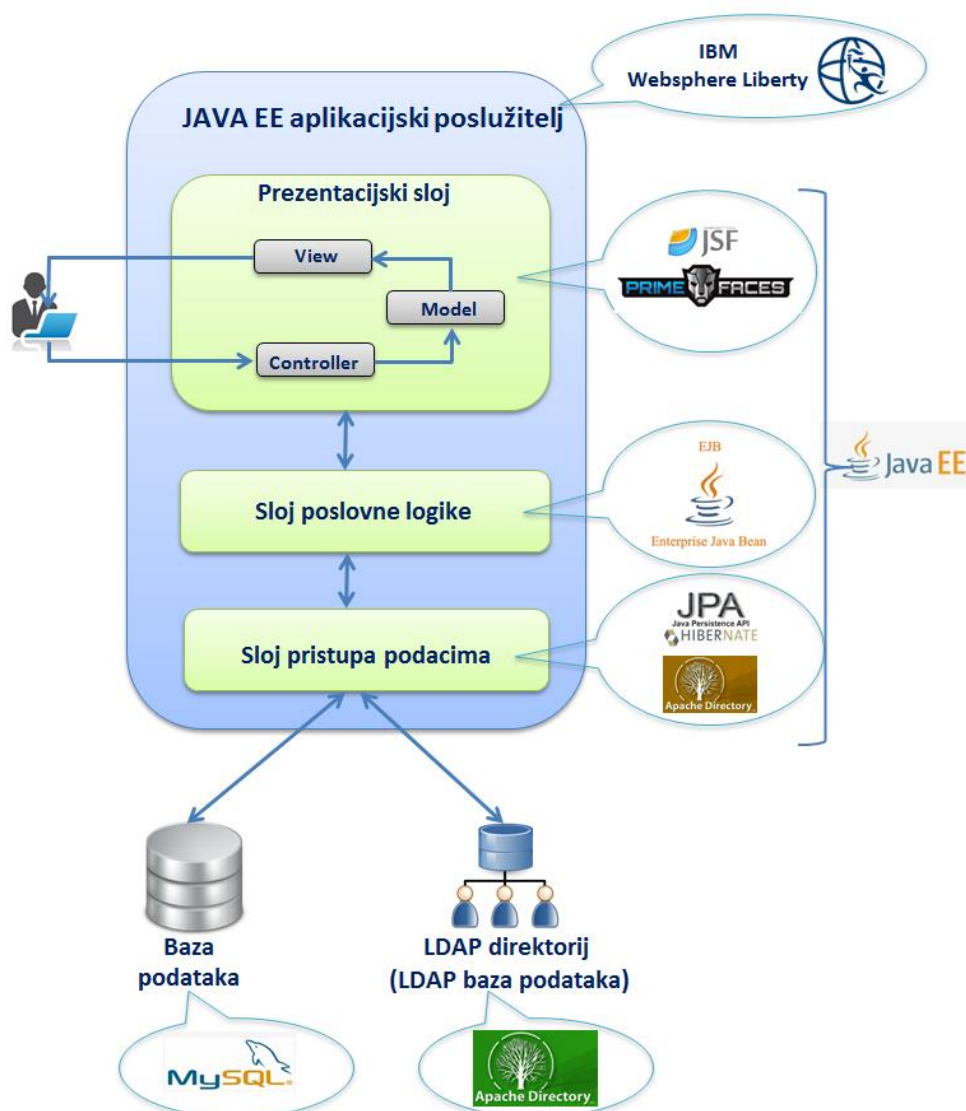 IBM
Websphere Liberty
JAVA EE aplikacijski poslužitelj
Prezentacijski sloj
View
Model
Controller
JSF
PRIME FACES
Sloj poslovne logike
EJB
Enterprise Java Bean
Java EE
Sloj pristupa podacima
JPA
Java Persistence API
HIBERNATE
Apache Directory
Baza
podataka
LDAP direktorij
(LDAP baza podataka)
MySQL®
Apache Directory